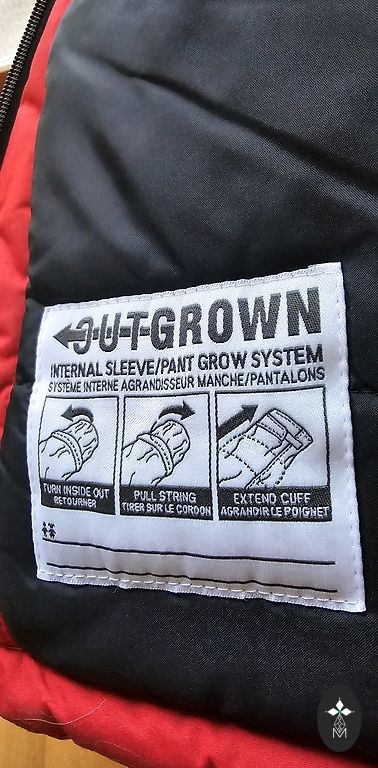 OUTGROWN
INTERNAL SLEEVE/PANT GROW SYSTEM
SYSTÈME INTERNE AGRANDISSEUR MANCHE/PANTALONS
TURN INSIDE OUT
RETOURNER
PULL STRING
TIRER SUR LE CORDON
EXTEND CUFF
AGRANDIR LE POIGNET
M